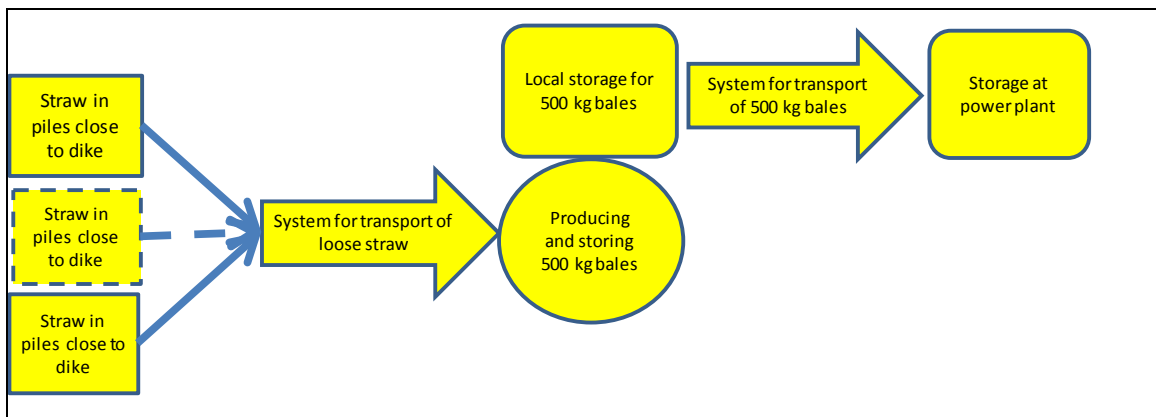 Straw in
piles close
to dike
Straw in
piles close
to dike
Straw in
piles close to
dike
System for transport of
loose straw
Local storage for
500 kg bales
Producing
and storing
500 kg bales
System for transport
of 500 kg bales
Storage at
power plant